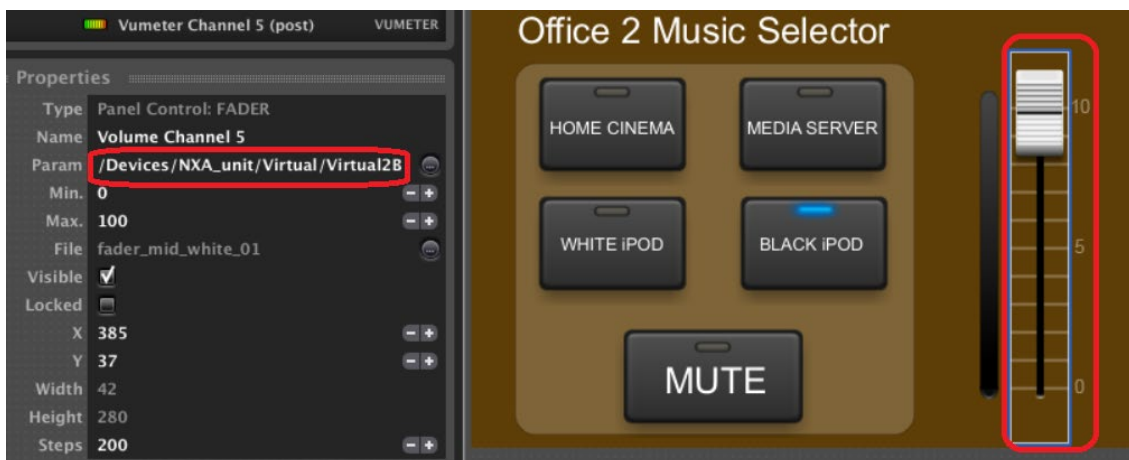 Vumeter Channel 5 (post) VUMETER
Properties
Type Panel Control: FADER
Name Volume Channel 5
Param /Devices/NXA_unit/Virtual/Virtual2B
Min. 0
Max. 100
File fader_mid_white_01
Visible
Locked
X 385
Y 37
Width 42
Height 280
Steps 200
Office 2 Music Selector
HOME CINEMA MEDIA SERVER
WHITE iPOD BLACK iPOD
MUTE
10
5
0